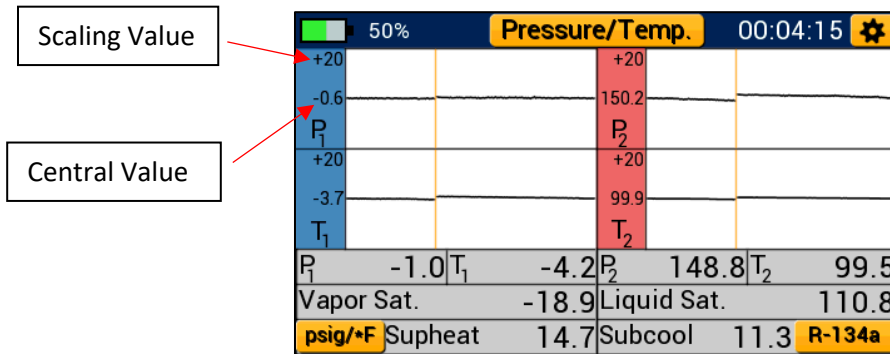 Scaling Value
Central Value
50% Pressure/Temp. 00:04:15
+20 +20
-0.6 150.2
P1 P2
+20 +20
-3.7 99.9
T1 T2
P1 -1.0 T1 -4.2 P2 148.8 T2 99.5
Vapor Sat. -18.9 Liquid Sat. 110.8
psig/*F Supheat 14.7 Subcool 11.3 R-134a